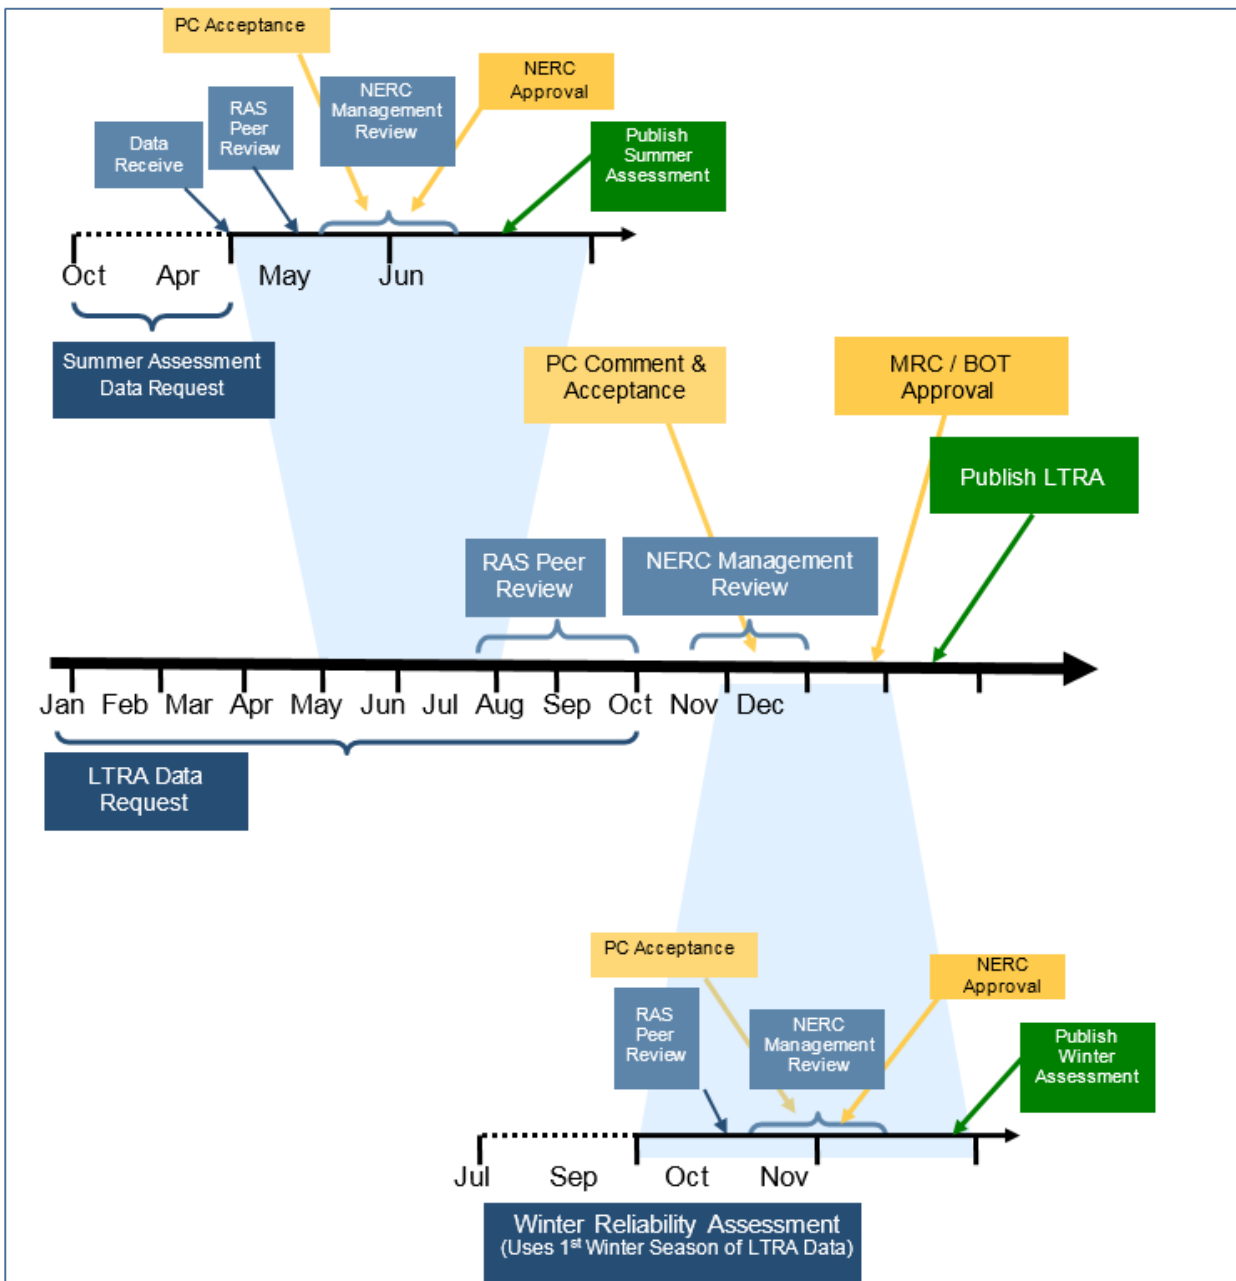 PC Acceptance
NERC
Management
Review
NERC
Approval
RAS
Peer
Review
Data
Receive
Publish
Summer
Assessment
Oct Apr May Jun
Summer Assessment
Data Request
PC Comment &
Acceptance
MRC / BOT
Approval
Publish LTRA
RAS Peer
Review
NERC Management
Review
Jan Feb Mar Apr May Jun Jul Aug Sep Oct Nov Dec
LTRA Data
Request
PC Acceptance
NERC
Approval
RAS
Peer
Review
NERC
Management
Review
Publish
Winter
Assessment
Jul Sep Oct Nov
Winter Reliability Assessment
(Uses 1st Winter Season of LTRA Data)